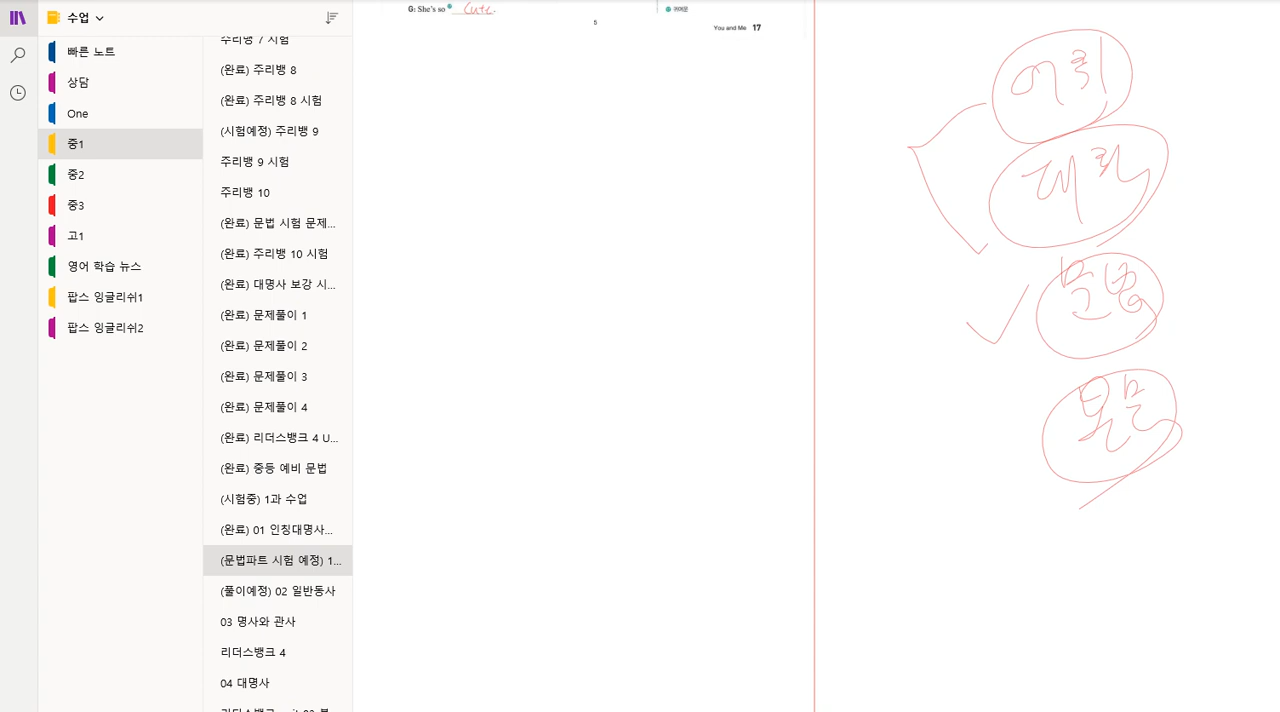 수업
빠른 노트
상담
One
중1
중2
중3
고1
영어 학습 뉴스
팝스 잉글리쉬1
팝스 잉글리쉬2
주리뱅 7 시험
(완료) 주리뱅 8
(완료) 주리뱅 8 시험
(시험예정) 주리뱅 9
주리뱅 9 시험
주리뱅 10
(완료) 문법 시험 문제...
(완료) 주리뱅 10 시험
(완료) 대명사 보강 시...
(완료) 문제풀이 1
(완료) 문제풀이 2
(완료) 문제풀이 3
(완료) 문제풀이 4
(완료) 리더스뱅크 4 U...
(완료) 중등 예비 문법
(시험중) 1과 수업
(완료) 01 인칭대명사...
(문법파트 시험 예정) 1...
(풀이예정) 02 일반동사
03 명사와 관사
리더스뱅크 4
04 대명사
G: She's so cute.
귀여운
5
You and Me 17
어휘
대화
문법
본문